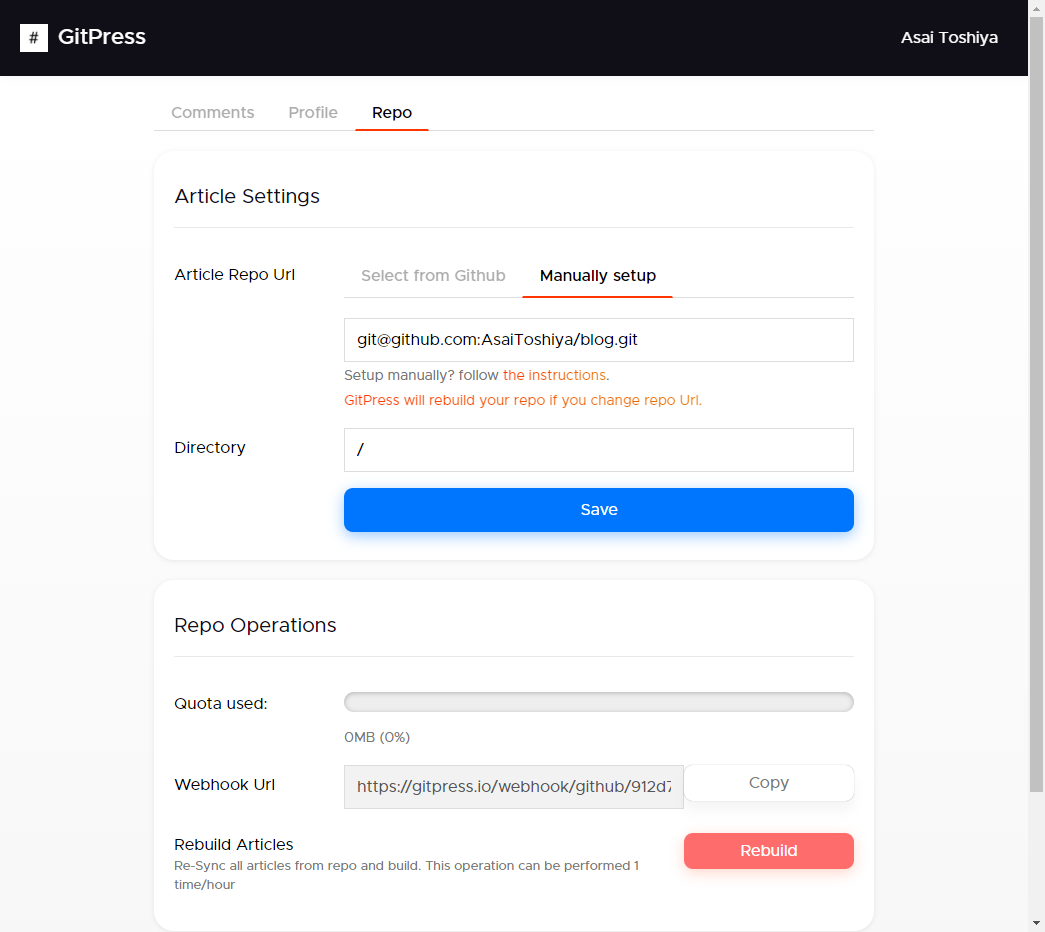 # GitPress
Asai Toshiya
Comments Profile Repo
Article Settings
Article Repo Url
Select from Github Manually setup
git@github.com:AsaiToshiya/blog.git
Setup manually? follow the instructions.
GitPress will rebuild your repo if you change repo Url.
Directory
/
Save
Repo Operations
Quota used:
0MB (0%)
Webhook Url
https://gitpress.io/webhook/github/912d7
Copy
Rebuild Articles
Re-Sync all articles from repo and build. This operation can be performed 1
time/hour
Rebuild